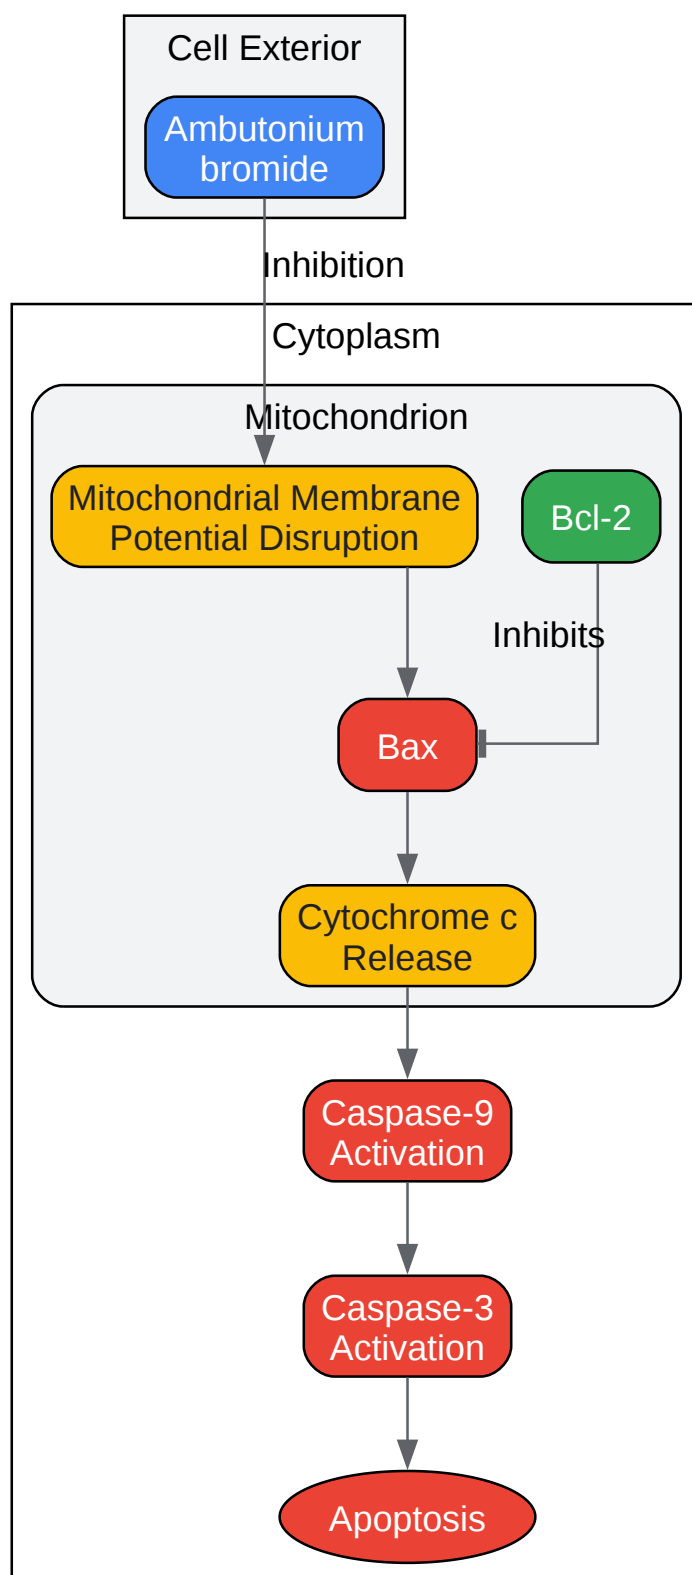 Cell Exterior
Ambutonium
bromide
Inhibition
Cytoplasm
Mitochondrion
Mitochondrial Membrane
Potential Disruption
Bcl-2
Inhibits
Bax
Cytochrome c
Release
Caspase-9
Activation
Caspase-3
Activation
Apoptosis